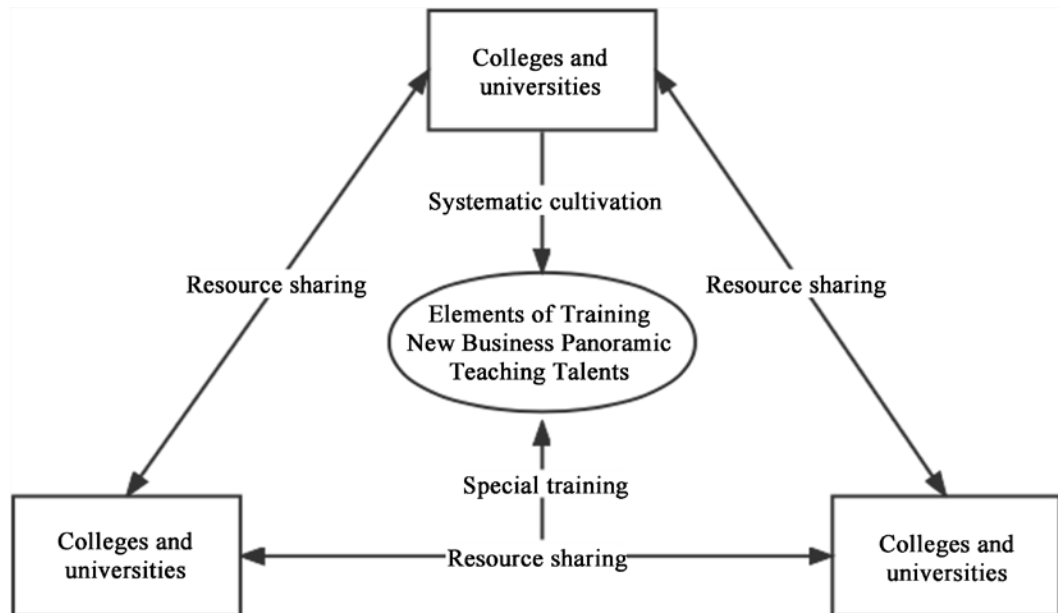 Colleges and
universities
Systematic cultivation
Resource sharing
Resource sharing
Elements of Training
New Business Panoramic
Teaching Talents
Special training
Colleges and
universities
Resource sharing
Colleges and
universities